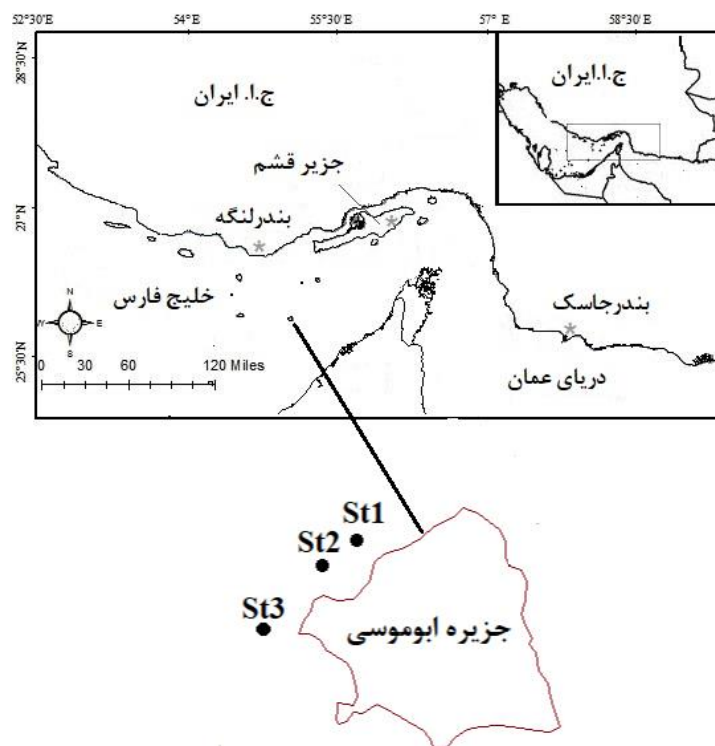 52°30'E 54°E 55°30'E 57°E 58°30'E
28°30'N
ج.ا. ایران
ج.ا.ایران
جزیر قشم
27°N
بندرلنگه
خلیج فارس
بندرجاسک
N
W E
S
25°30'N
0 30 60 120 Miles
دریای عمان
St1
St2
St3
جزیره ابوموسی